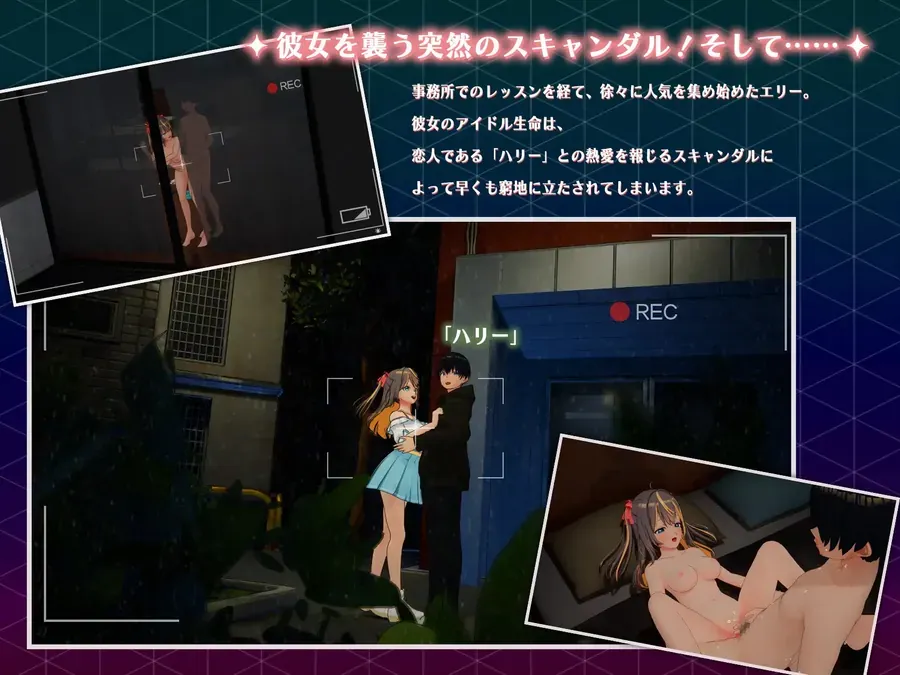 彼女を襲う突然のスキャンダル！そして……
REC
事務所でのレッスンを経て、徐々に人気を集め始めたエリー。
彼女のアイドル生命は、
恋人である「ハリー」との熱愛を報じるスキャンダルに
よって早くも窮地に立たされてしまいます。
REC
「ハリー」